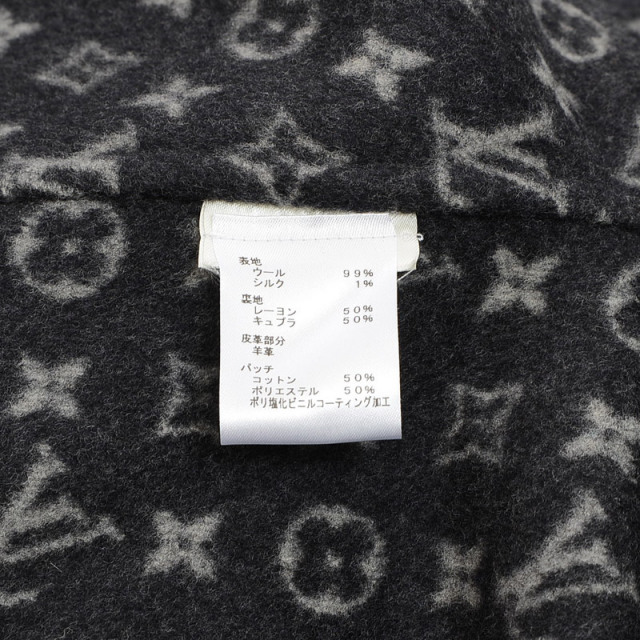 表地
ウール 99%
シルク 1%
裏地
レーヨン 50%
キュプラ 50%
皮革部分
羊革
パッチ
コットン 50%
ポリエステル 50%
ポリ塩化ビニルコーティング加工